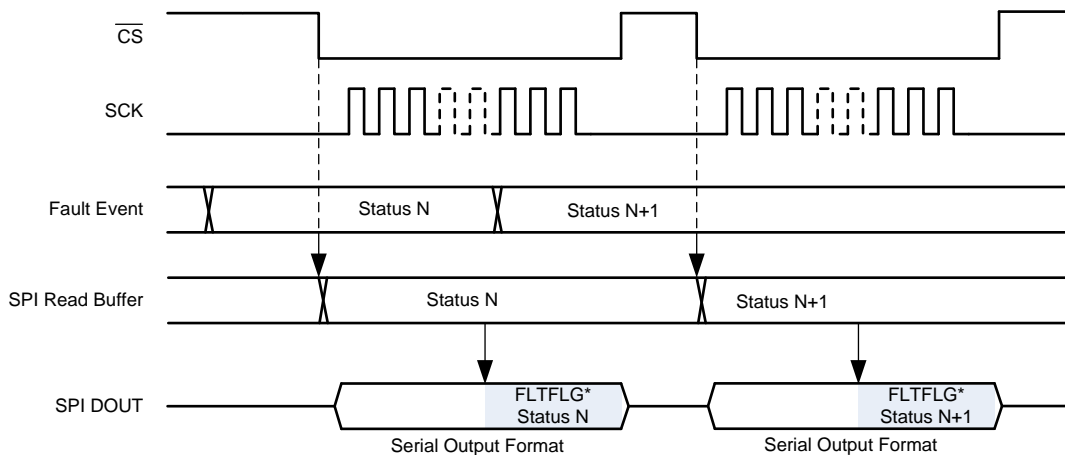 CS
SCK
Fault Event
Status N
Status N+1
SPI Read Buffer
Status N
Status N+1
SPI DOUT
FLTFLG*
Status N
FLTFLG*
Status N+1
Serial Output Format
Serial Output Format